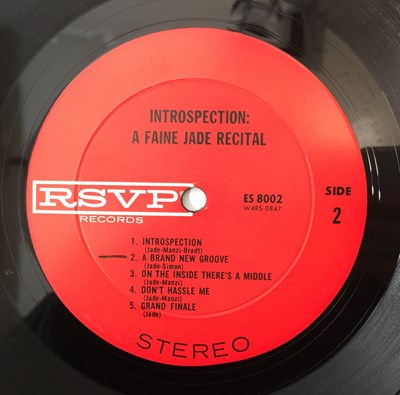 INTROSPECTION:
A FAINE JADE RECITAL
RSVP
RECORDS
ES 8002
W4RS-0847
SIDE
2
1. INTROSPECTION
(Jade-Manzi-Bradt)
2. A BRAND NEW GROOVE
(Jade-Siman)
3. ON THE INSIDE THERE'S A MIDDLE
(Jade-Manzi)
4. DON'T HASSLE ME
(Jade-Manzi)
5. GRAND FINALE
(Jade)
STEREO